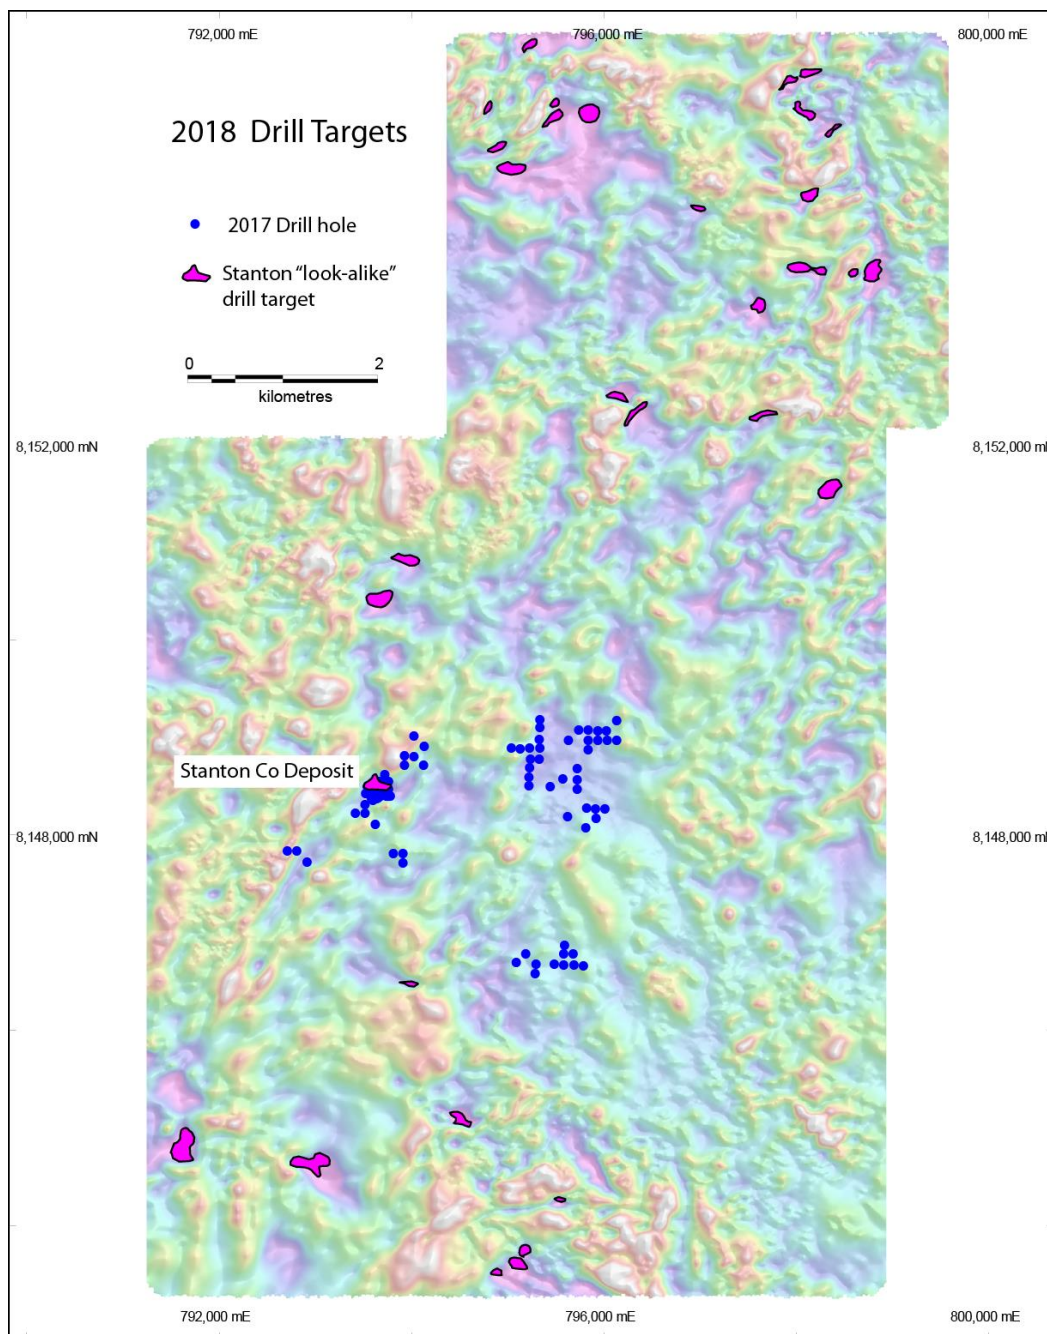 792,000 mE
796,000 mE
800,000 mE
2018 Drill Targets
2017 Drill hole
Stanton "look-alike"
drill target
0
2
kilometres
8,152,000 mN
8,152,000 m
Stanton Co Deposit
8,148,000 mN
8,148,000 mN
792,000 mE
796,000 mE
800,000 mE